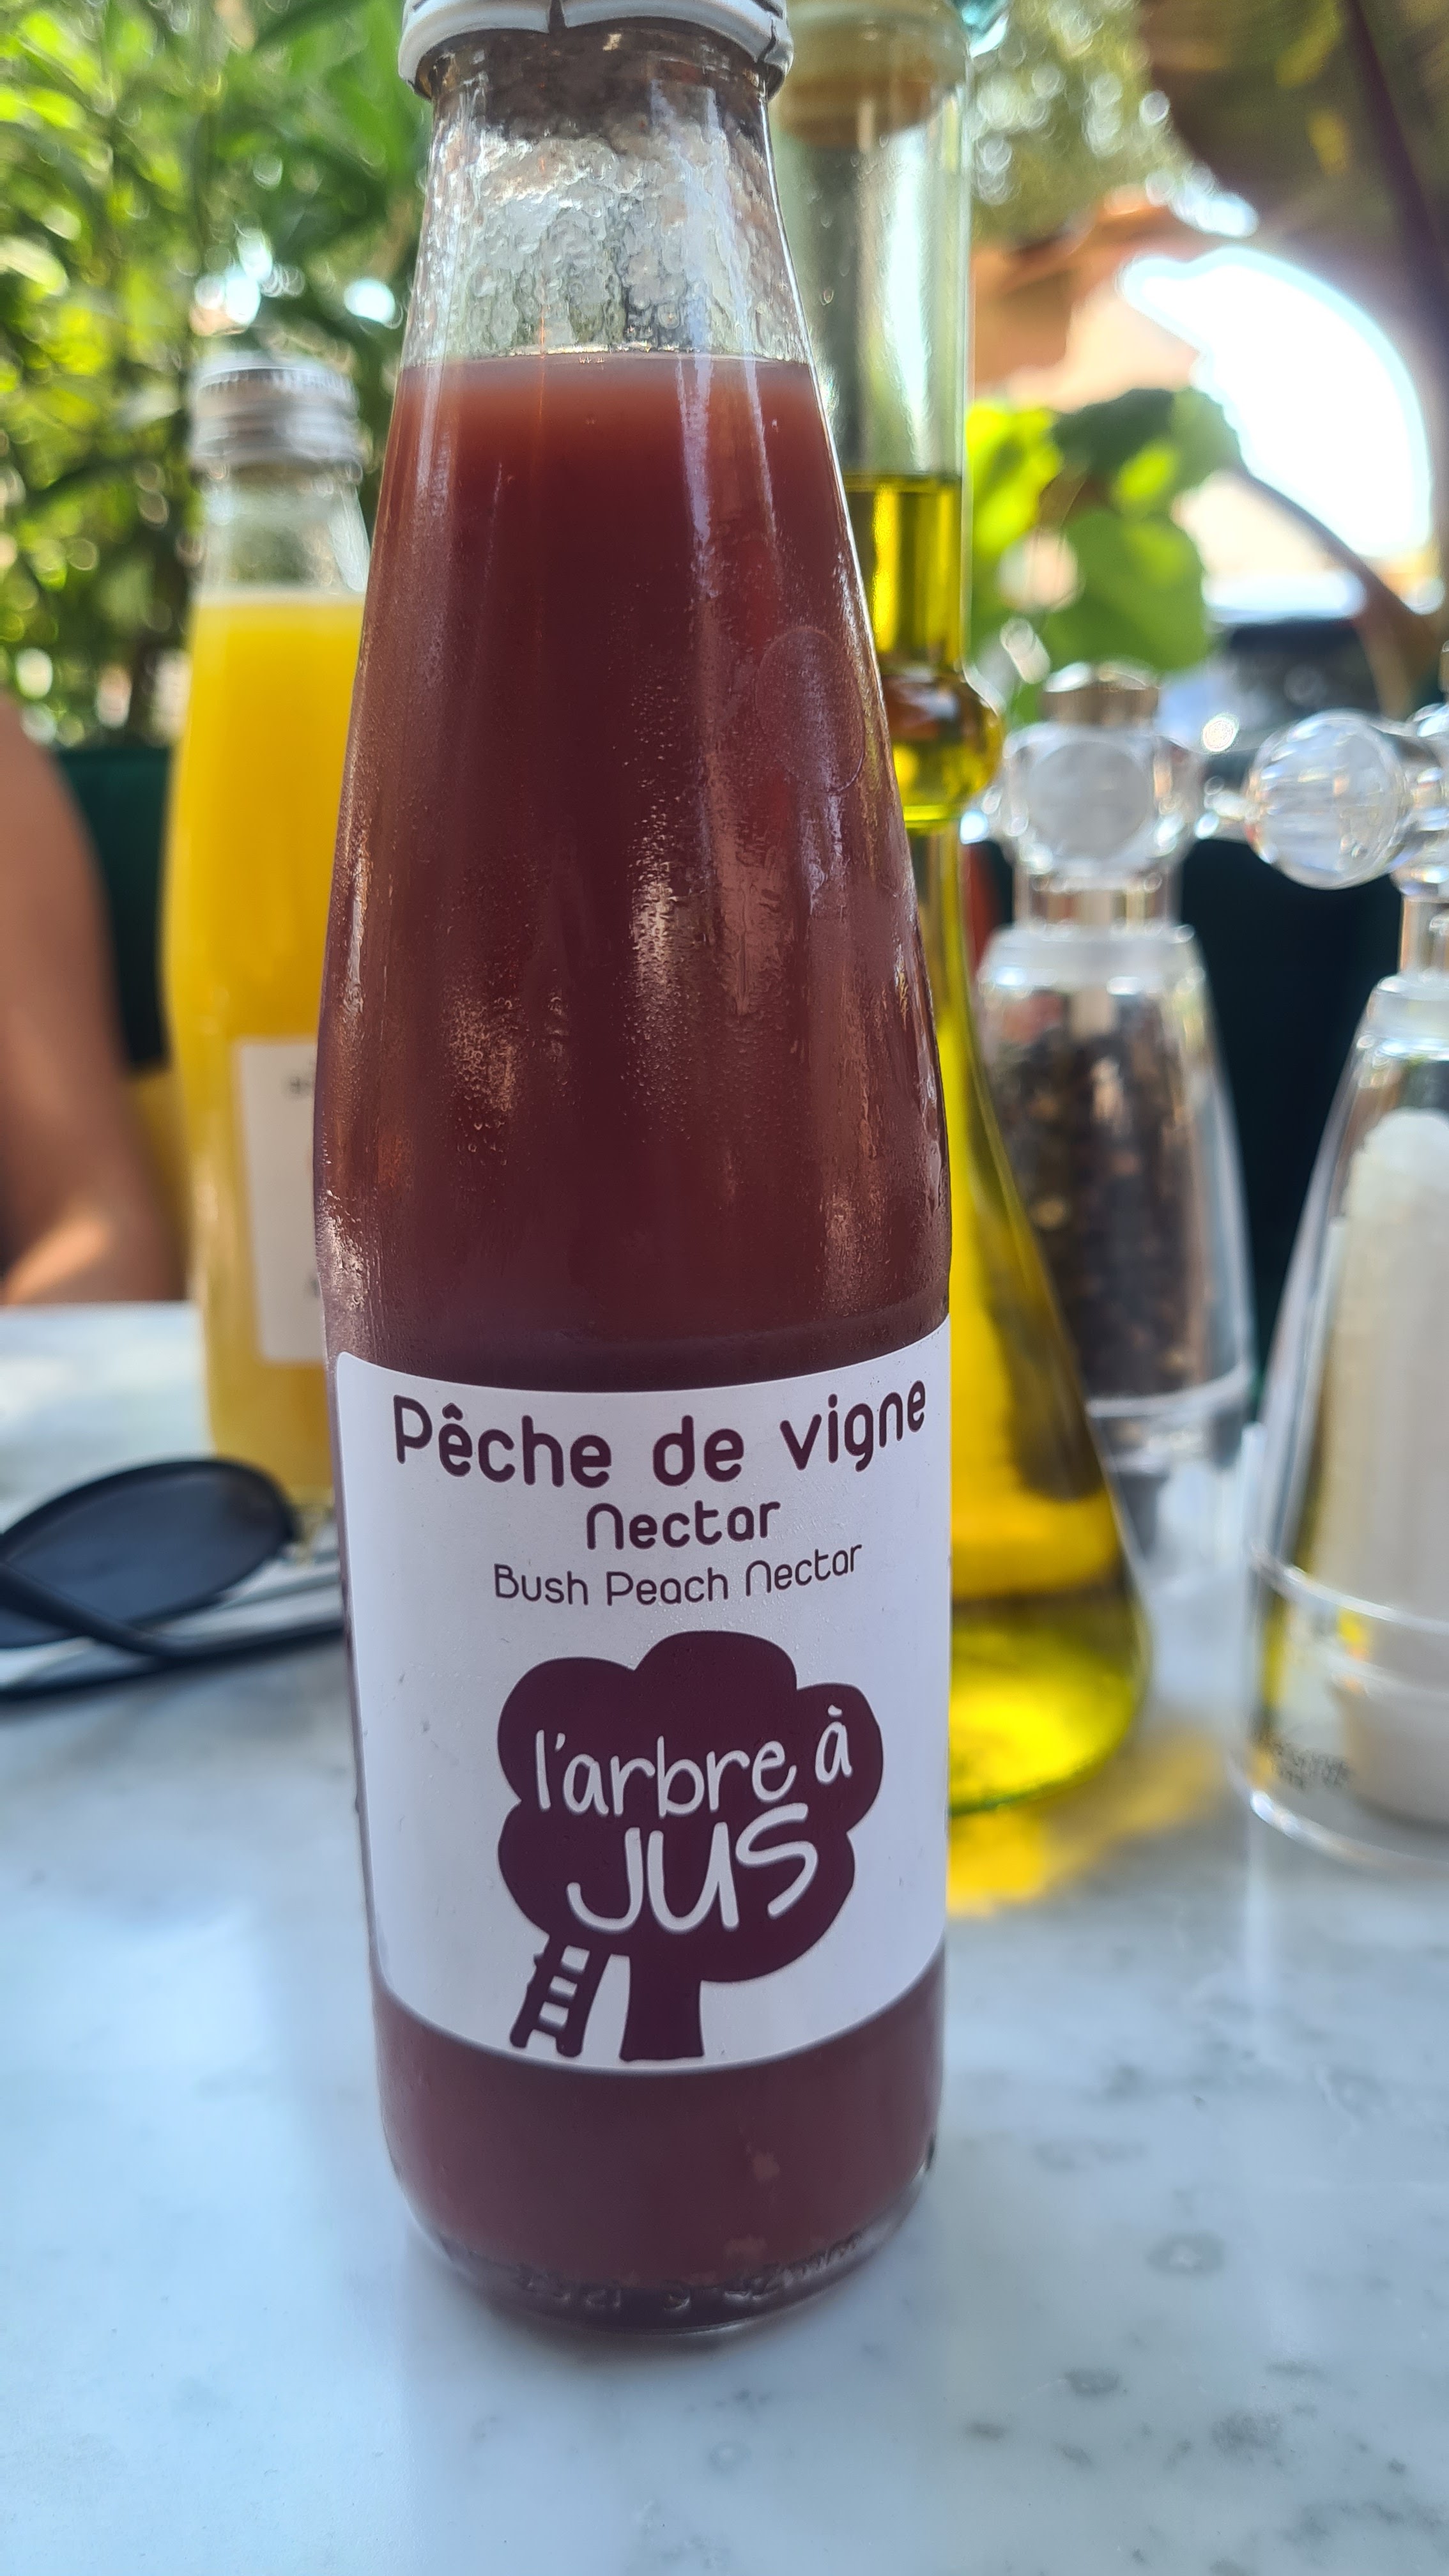 Pêche de vigne
Nectar
Bush Peach Nectar
l'arbre à
JUS